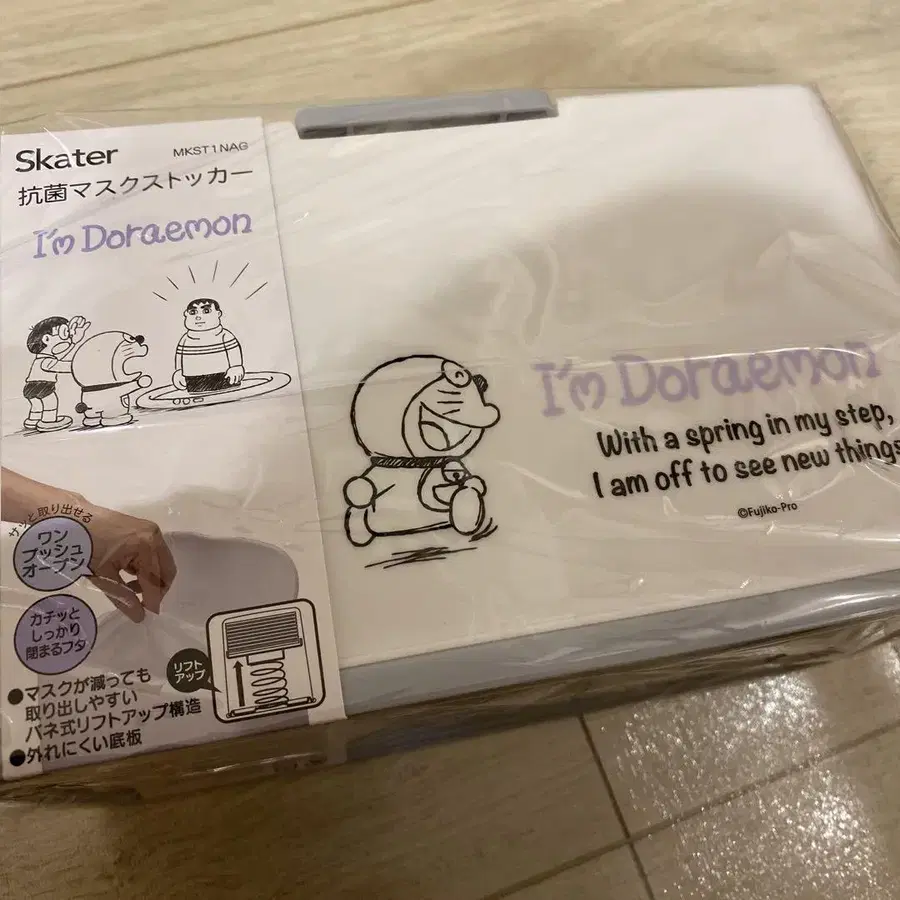 Skater MKST1NAG
抗菌マスクストッカー
I'm Doraemon
サッと取り出せる
ワン
プッシュ
オープン
カチッと
しっかり
閉まるフタ
リフト
アップ
●マスクが減っても
取り出しやすい
バネ式リフトアップ構造
●外れにくい底板
I'm Doraemon
With a spring in my step,
I am off to see new things
©Fujiko-Pro